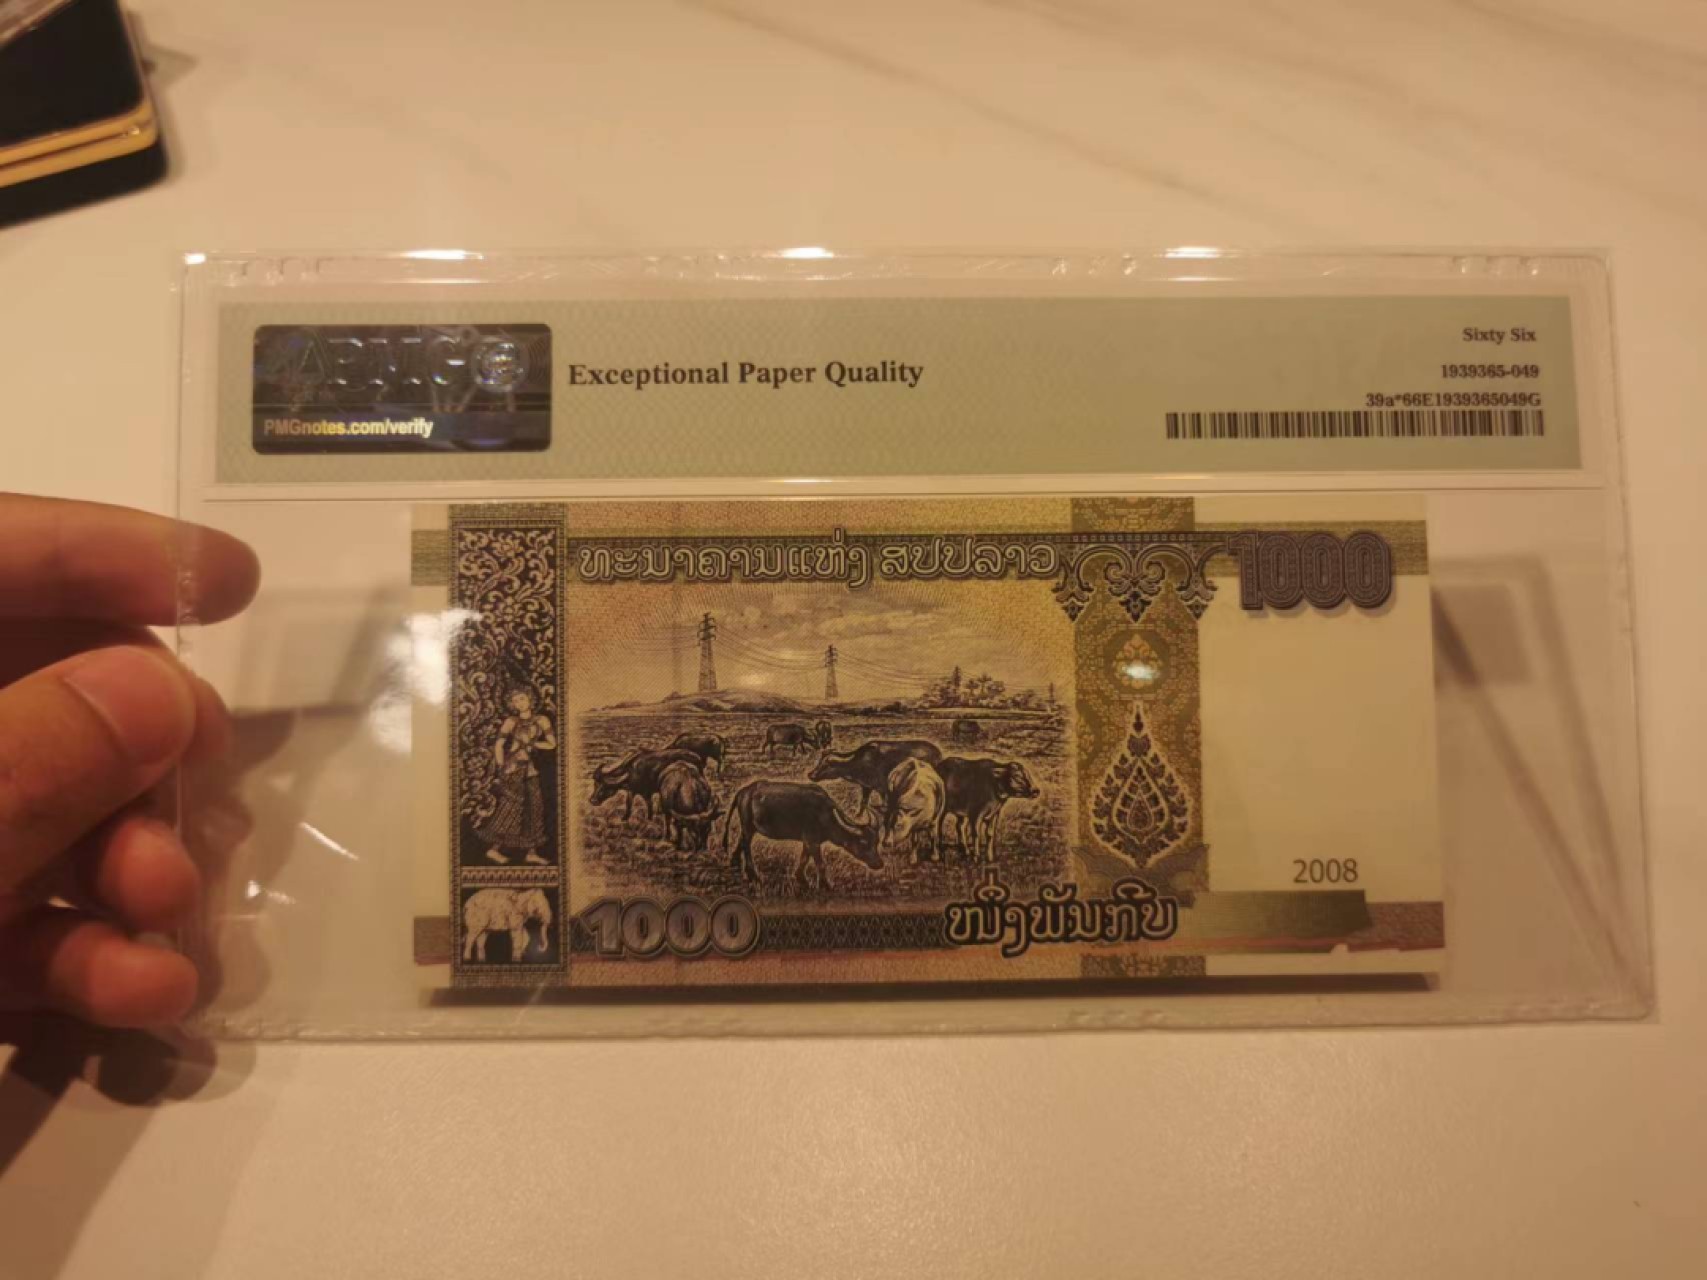 Sixty Six
PMG
Exceptional Paper Quality
1939365-049
39a*66E1939365049G
PMGnotes.com/verify
ທະນາຄານແຫ່ງ ສປປລາວ
1000
2008
1000
ໜຶ່ງພັນກີບ